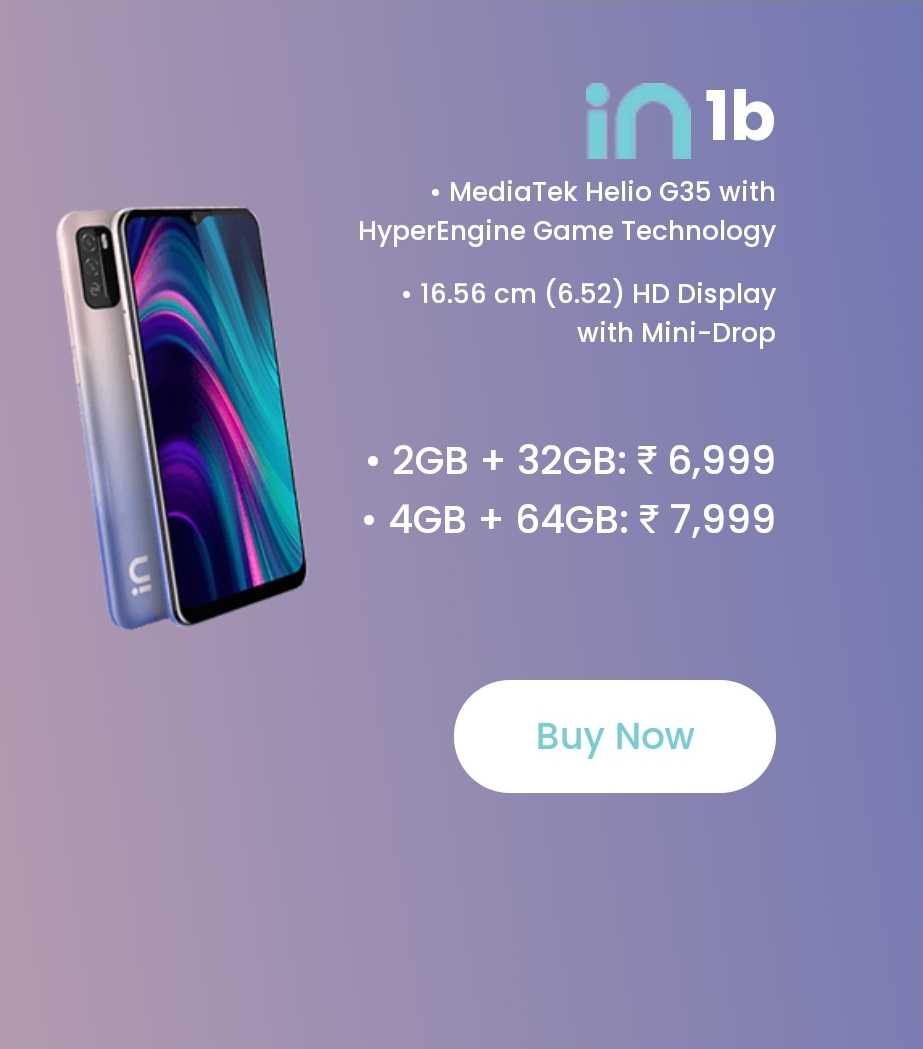 in 1b
• MediaTek Helio G35 with
HyperEngine Game Technology
• 16.56 cm (6.52) HD Display
with Mini-Drop
• 2GB + 32GB: ₹ 6,999
• 4GB + 64GB: ₹ 7,999
in
Buy Now